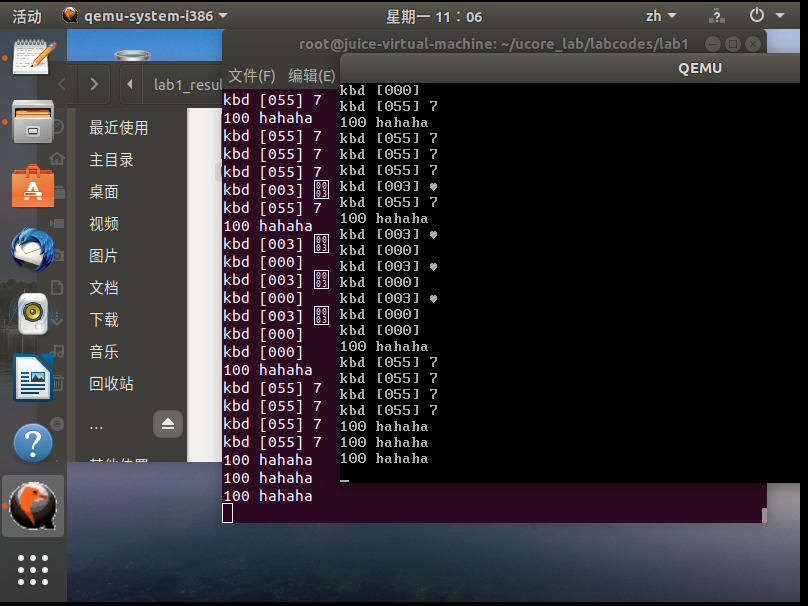 活动
qemu-system-i386
星期一 11：06
zh
root@juice-virtual-machine: ~/ucore_lab/labcodes/lab1
文件(F) 编辑(E)
QEMU
lab1_resul
最近使用
主目录
桌面
视频
图片
文档
下载
音乐
回收站
...
其他位置
kbd [055] 7
100 hahaha
kbd [055] 7
kbd [055] 7
kbd [055] 7
kbd [003] 0003
kbd [055] 7
100 hahaha
kbd [003] 0003
kbd [000]
kbd [003] 0003
kbd [000]
kbd [003] 0003
kbd [000]
kbd [000]
100 hahaha
kbd [055] 7
kbd [055] 7
kbd [055] 7
kbd [055] 7
100 hahaha
100 hahaha
100 hahaha
kbd [000]
kbd [055] 7
100 hahaha
kbd [055] 7
kbd [055] 7
kbd [055] 7
kbd [003] ♥
kbd [055] 7
100 hahaha
kbd [003] ♥
kbd [000]
kbd [003] ♥
kbd [000]
kbd [003] ♥
kbd [000]
kbd [000]
100 hahaha
kbd [055] 7
kbd [055] 7
kbd [055] 7
kbd [055] 7
100 hahaha
100 hahaha
100 hahaha